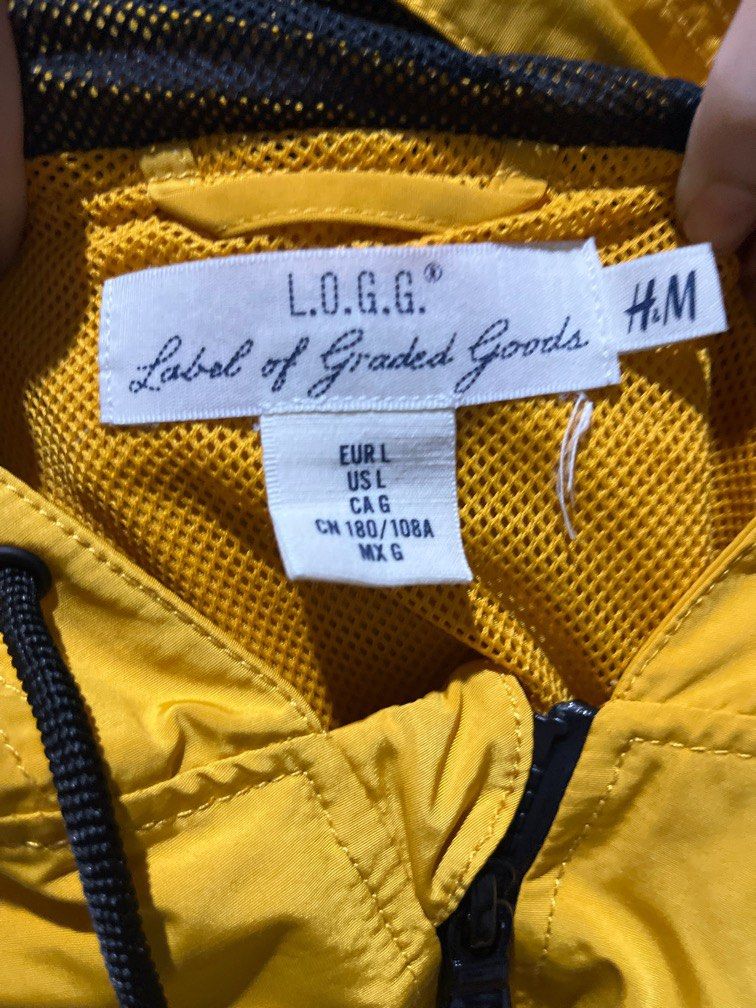 L.O.G.G.®
Label of Graded Goods
H&M
EUR L
US L
CA G
CN 180/108A
MX G